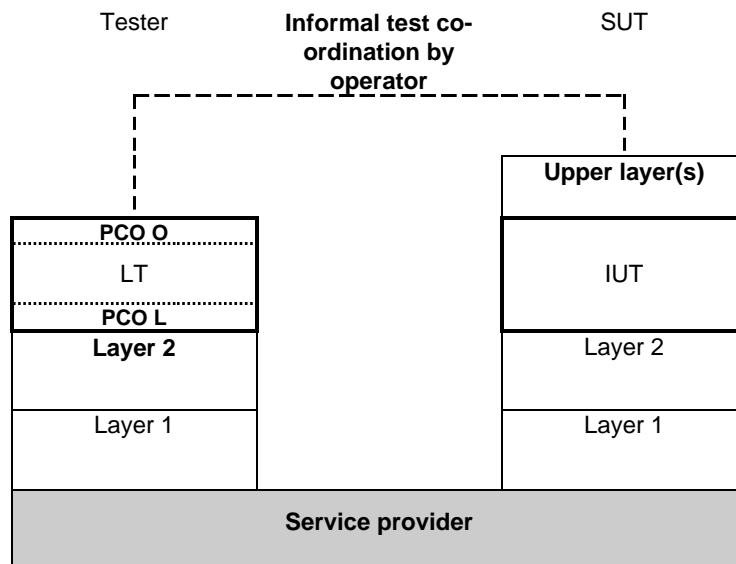 Tester
Informal test co-
ordination by
operator
SUT
Upper layer(s)
PCO O
LT
PCO L
IUT
Layer 2
Layer 2
Layer 1
Layer 1
Service provider